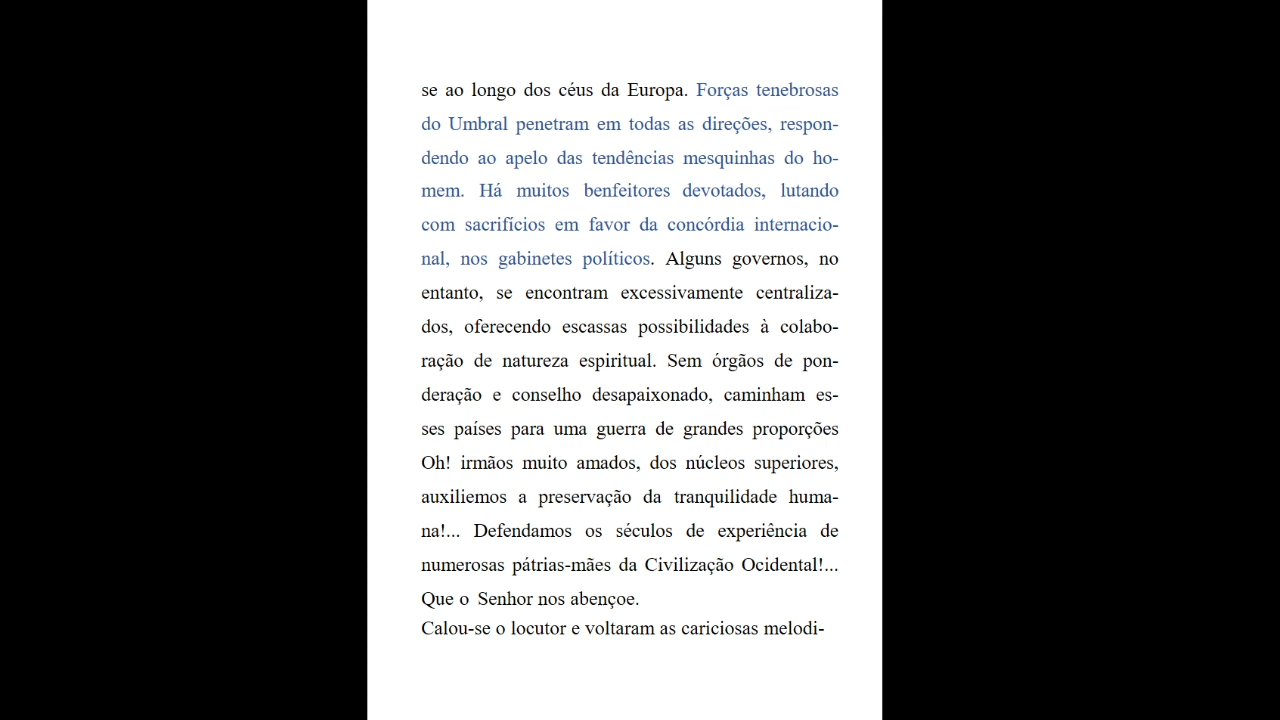 se ao longo dos céus da Europa. Forças tenebrosas
do Umbral penetram em todas as direções, respon-
dendo ao apelo das tendências mesquinhas do ho-
mem. Há muitos benfeitores devotados, lutando
com sacrifícios em favor da concórdia internacio-
nal, nos gabinetes políticos. Alguns governos, no
entanto, se encontram excessivamente centraliza-
dos, oferecendo escassas possibilidades à colabo-
ração de natureza espiritual. Sem órgãos de pon-
deração e conselho desapaixonado, caminham es-
ses países para uma guerra de grandes proporções
Oh! irmãos muito amados, dos núcleos superiores,
auxiliemos a preservação da tranquilidade huma-
na!... Defendamos os séculos de experiência de
numerosas pátrias-mães da Civilização Ocidental!...
Que o Senhor nos abençoe.
Calou-se o locutor e voltaram as cariciosas melodi-